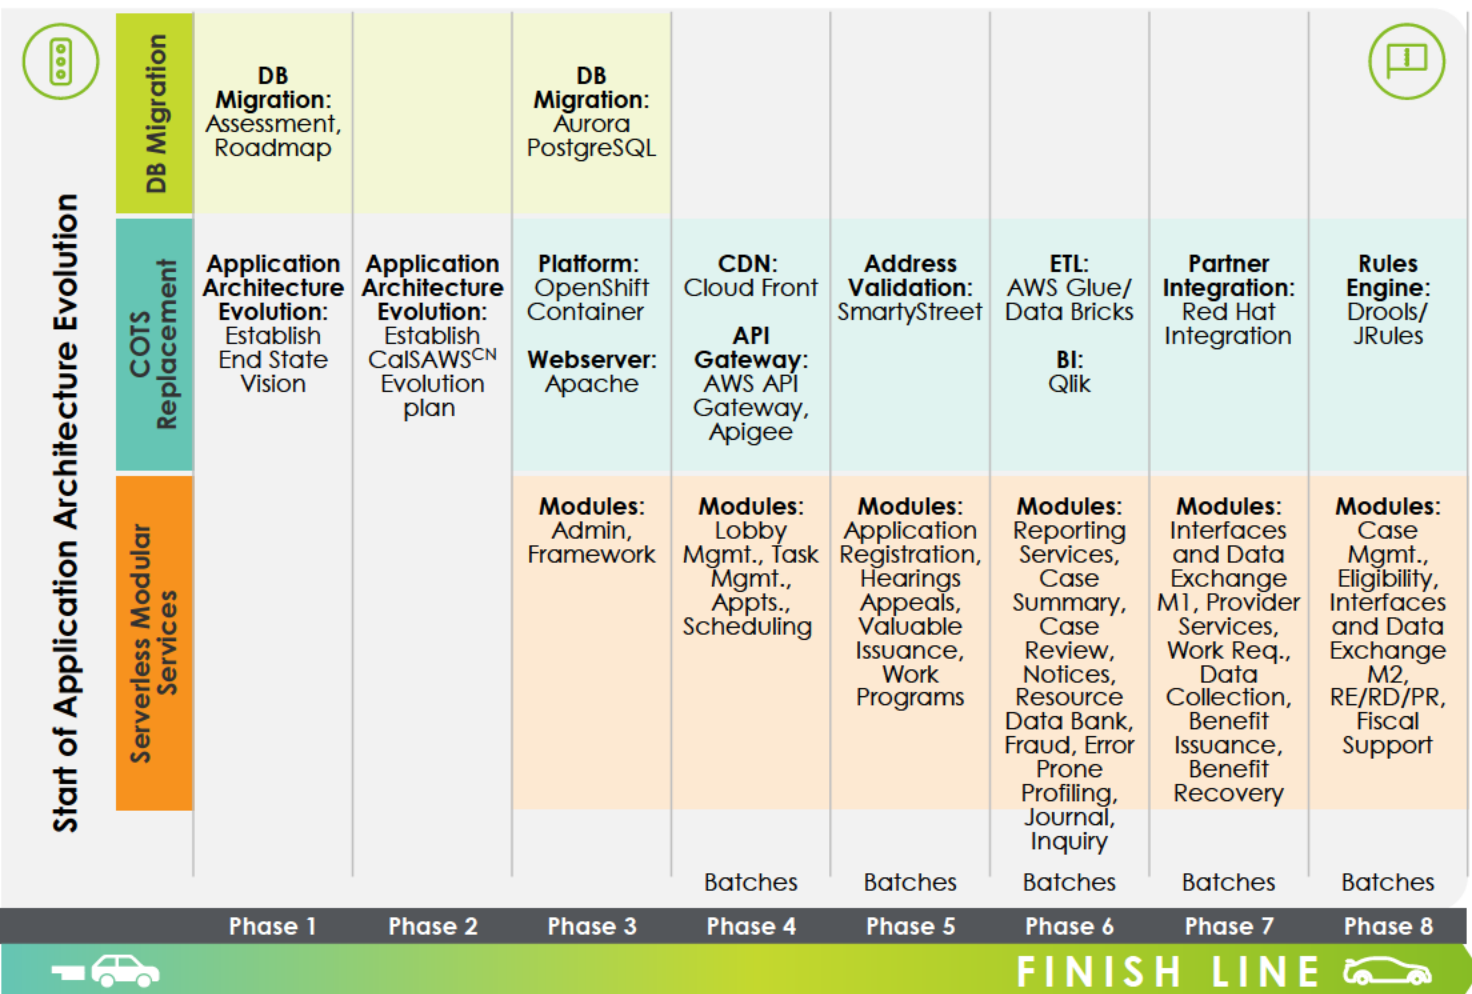 Start of Application Architecture Evolution
DB Migration
DB
Migration:
Assessment,
Roadmap
DB
Migration:
Aurora
PostgreSQL
COTS
Replacement
Application
Architecture
Evolution:
Establish
End State
Vision
Application
Architecture
Evolution:
Establish
CalSAWSCN
Evolution
plan
Platform:
OpenShift
Container
Webserver:
Apache
CDN:
Cloud Front
API
Gateway:
AWS API
Gateway,
Apigee
Address
Validation:
SmartyStreet
ETL:
AWS Glue/
Data Bricks
BI:
Qlik
Partner
Integration:
Red Hat
Integration
Rules
Engine:
Drools/
JRules
Serverless Modular
Services
Modules:
Admin,
Framework
Modules:
Lobby
Mgmt., Task
Mgmt.,
Appts.,
Scheduling
Modules:
Application
Registration,
Hearings
Appeals,
Valuable
Issuance,
Work
Programs
Modules:
Reporting
Services,
Case
Summary,
Case
Review,
Notices,
Resource
Data Bank,
Fraud, Error
Prone
Profiling,
Journal,
Inquiry
Modules:
Interfaces
and Data
Exchange
M1, Provider
Services,
Work Req.,
Data
Collection,
Benefit
Issuance,
Benefit
Recovery
Modules:
Case
Mgmt.,
Eligibility,
Interfaces
and Data
Exchange
M2,
RE/RD/PR,
Fiscal
Support
Batches
Batches
Batches
Batches
Batches
Phase 1
Phase 2
Phase 3
Phase 4
Phase 5
Phase 6
Phase 7
Phase 8
FINISH LINE